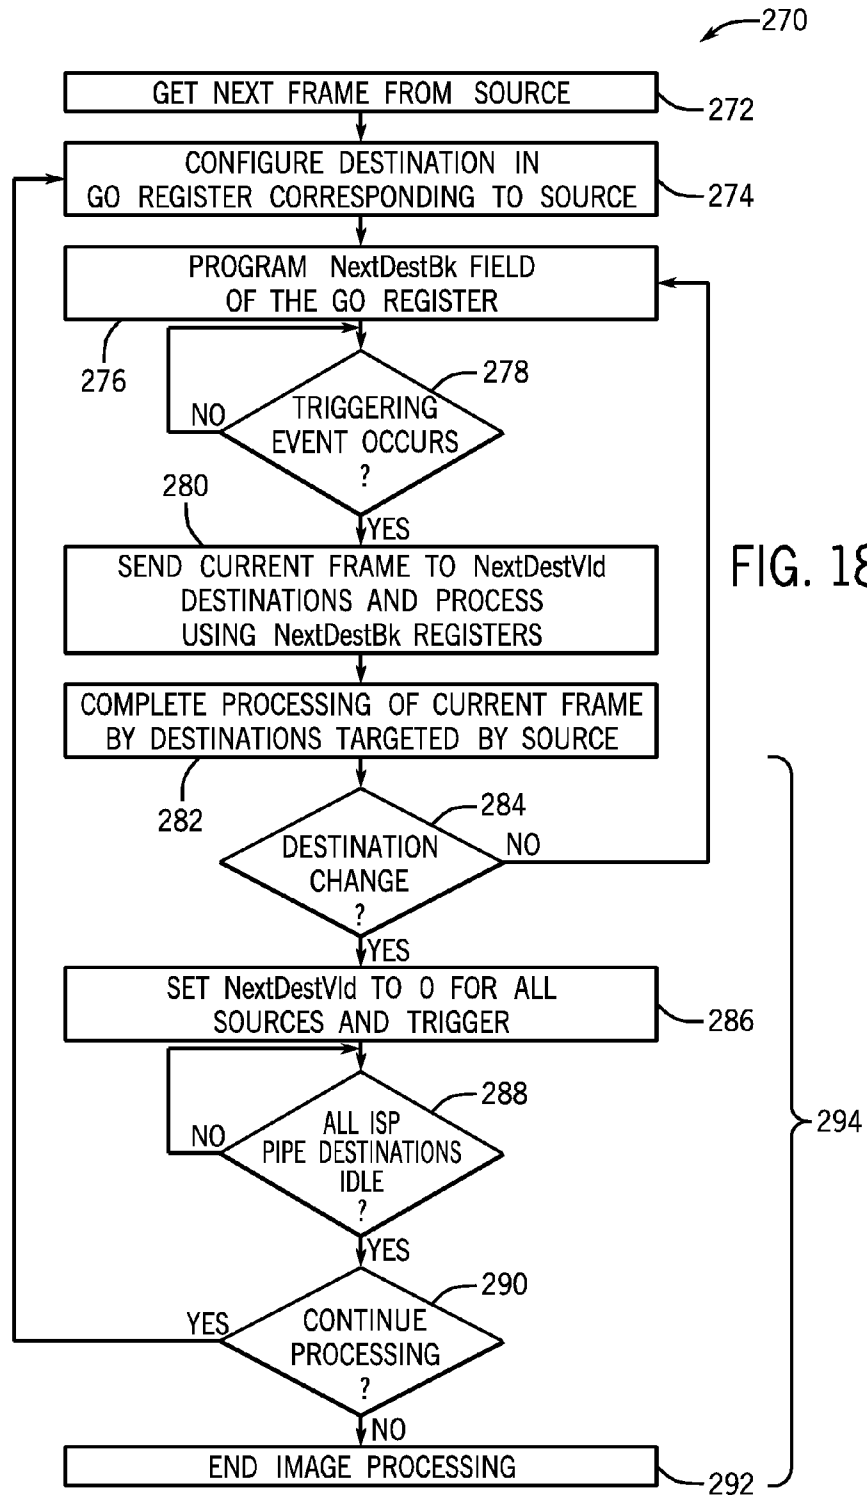 270
GET NEXT FRAME FROM SOURCE
272
CONFIGURE DESTINATION IN
GO REGISTER CORRESPONDING TO SOURCE
274
PROGRAM NextDestBk FIELD
OF THE GO REGISTER
276
278
TRIGGERING
EVENT OCCURS
?
NO
YES
280
SEND CURRENT FRAME TO NextDestVld
DESTINATIONS AND PROCESS
USING NextDestBk REGISTERS
FIG. 18
COMPLETE PROCESSING OF CURRENT FRAME
BY DESTINATIONS TARGETED BY SOURCE
282
284
DESTINATION
CHANGE
?
NO
YES
SET NextDestVld TO 0 FOR ALL
SOURCES AND TRIGGER
286
288
ALL ISP
PIPE DESTINATIONS
IDLE
?
NO
YES
294
290
CONTINUE
PROCESSING
?
YES
NO
END IMAGE PROCESSING
292